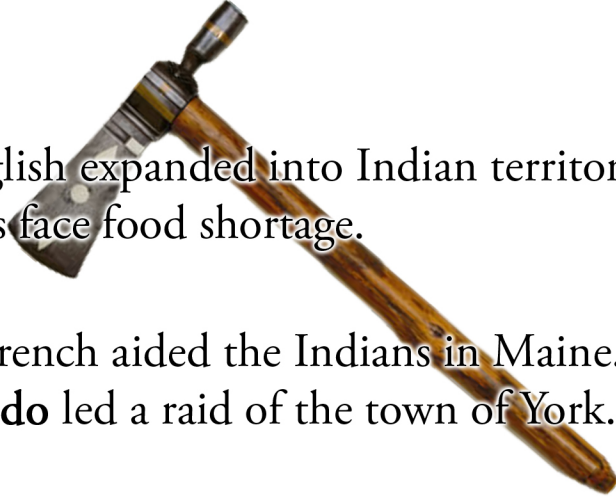 glish expanded into Indian territor
s face food shortage.
rench aided the Indians in Maine.
do led a raid of the town of York.